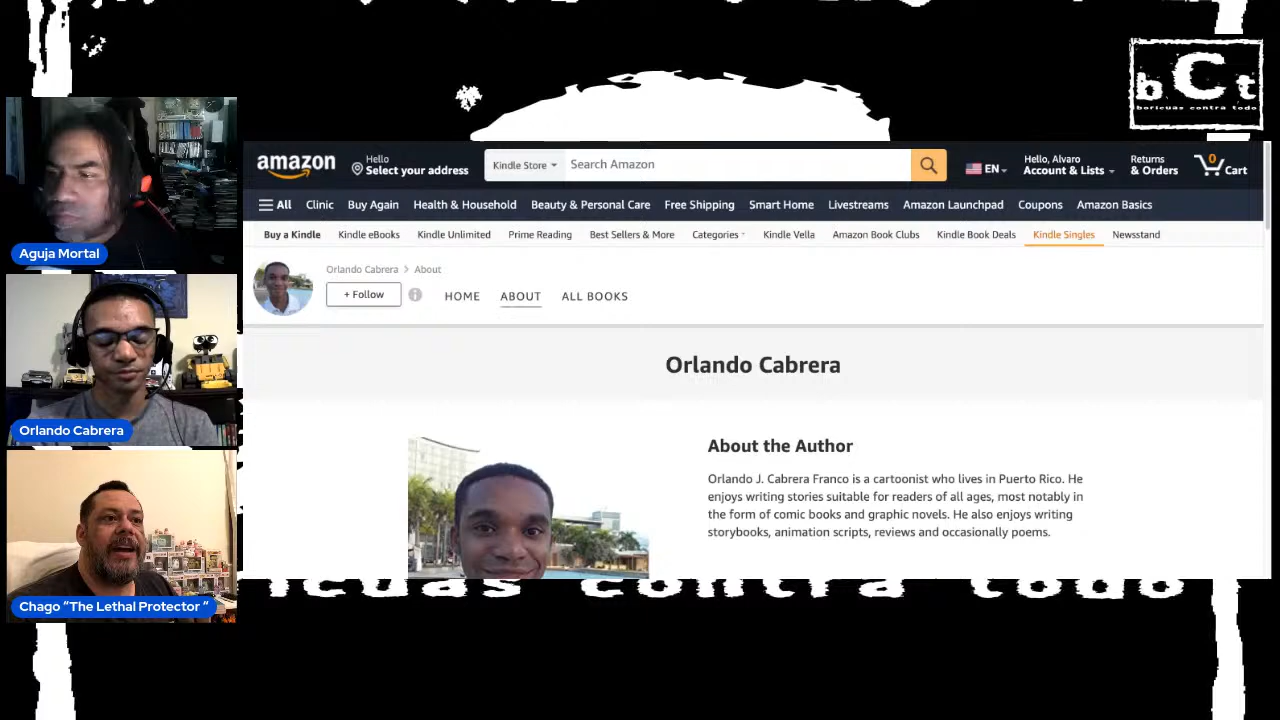 bCt
boricuas contra todo
Aguja Mortal
Orlando Cabrera
Chago “The Lethal Protector “
amazon
Hello
Select your address
Kindle Store
Search Amazon
EN
Hello, Alvaro
Account & Lists
Returns
& Orders
0
Cart
All Clinic Buy Again Health & Household Beauty & Personal Care Free Shipping Smart Home Livestreams Amazon Launchpad Coupons Amazon Basics
Buy a Kindle Kindle eBooks Kindle Unlimited Prime Reading Best Sellers & More Categories Kindle Vella Amazon Book Clubs Kindle Book Deals Kindle Singles Newsstand
Orlando Cabrera > About
+ Follow
HOME ABOUT ALL BOOKS
Orlando Cabrera
About the Author
Orlando J. Cabrera Franco is a cartoonist who lives in Puerto Rico. He
enjoys writing stories suitable for readers of all ages, most notably in
the form of comic books and graphic novels. He also enjoys writing
storybooks, animation scripts, reviews and occasionally poems.
contra todo